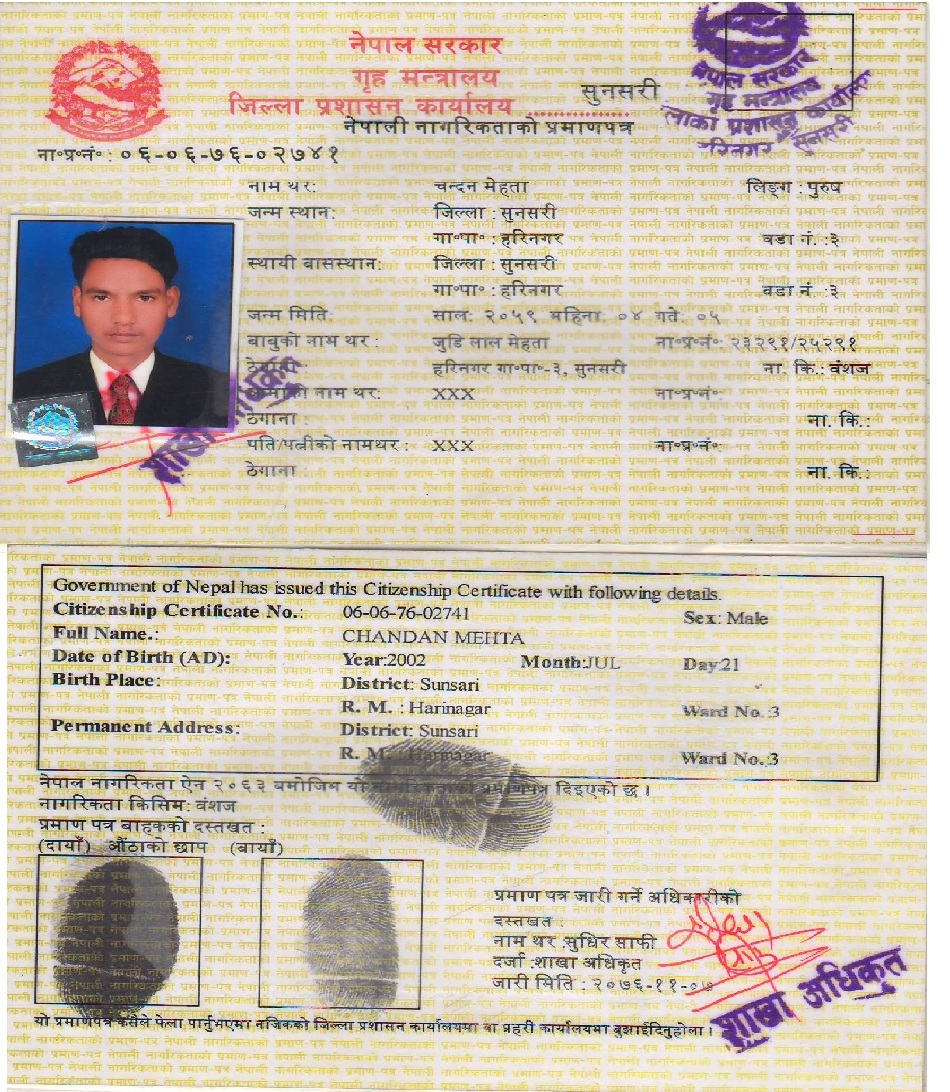 नेपाल सरकार
गृह मन्त्रालय
जिल्ला प्रशासन कार्यालय ............ सुनसरी
नेपाली नागरिकताको प्रमाणपत्र
नेपाल सरकार
गृह मन्त्रालय
ना॰प्र॰नं॰ : ०६-०६-७६-०२७४१
नाम थर: चन्दन मेहता लिङ्ग : पुरुष
जन्म स्थान: जिल्ला : सुनसरी
गा॰पा॰ : हरिनगर वडा नं. :३
स्थायी बासस्थान: जिल्ला : सुनसरी
गा॰पा॰ : हरिनगर वडा नं :३
जन्म मिति: साल: २०५९ महिना: ०४ गते: ०५
बाबुको नाम थर : जुडि लाल मेहता ना॰प्र॰नं॰ २३२९१/२५२९१
ठेगाना: हरिनगर गा॰पा॰-३, सुनसरी ना. कि.: वंशज
आमाको नाम थर: XXX ना॰प्र॰नं॰:
ठेगाना : ना. कि.:
पति/पत्नीको नामथर : XXX ना॰प्र॰नं॰:
ठेगाना : ना. कि.:
Government of Nepal has issued this Citizenship Certificate with following details.
Citizenship Certificate No.: 06-06-76-02741 Sex: Male
Full Name.: CHANDAN MEHTA
Date of Birth (AD): Year:2002 Month:JUL Day:21
Birth Place: District: Sunsari
R. M. : Harinagar Ward No. 3
Permanent Address: District: Sunsari
R. M. : Harinagar Ward No. :3
नेपाल नागरिकता ऐन २०६३ बमोजिम यो नागरिकताको प्रमाणपत्र दिइएको छ ।
नागरिकता किसिम: वंशज
प्रमाण पत्र बाहकको दस्तखत :
(दायाँ) औंठाको छाप (बायाँ)
प्रमाण पत्र जारी गर्ने अधिकारीको
दस्तखत :
नाम थर :सुधिर साफी
दर्जा :शाखा अधिकृत
जारी मिति : २०७६-११-०७
शाखा अधिकृत
यो प्रमाणपत्र कसैले फेला पार्नुभएमा नजिकको जिल्ला प्रशासन कार्यालयमा वा प्रहरी कार्यालयमा बुझाईदिनुहोला ।